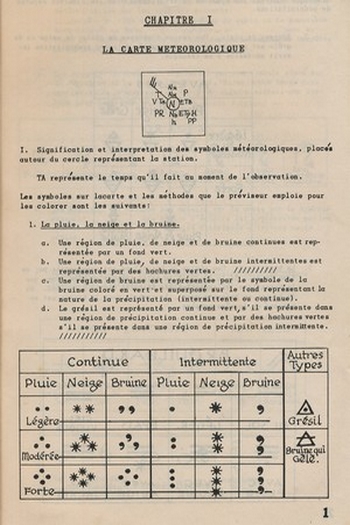 CHAPITRE I
LA CARTE METEOROLOGIQUE
I. Signification et interpretation des symboles météorologiques, placés
autour du cercle représentant la station.
TA représente le temps qu'il fait au moment de l'observation.
Les symboles sur lacarte et les méthodes que le préviseur exploie pour
les colorer sont les suivants:
1. La pluie, la neige et la bruine.
a. Une région de pluie, de neige et de bruine continues est rep-
résentée par un fond vert.
b. Une région de pluie, de neige et de bruine intermittentes est
représentée par des hachures vertes. //////////
c. Une région de bruine est représentée par le symbole de la
bruine coloré en vert et superposé sur le fond représentant la
nature de la précipitation (intermittente ou continue).
d. Le grésil est représenté par un fond vert, s'il se présente dans
une région de précipitation continue et par des hachures vertes
s'il se présente dans une région de précipitation intermittente.
///////////
Continue Intermittente Autres
Types
Pluie Neige Bruine Pluie Neige Bruine
Légère Grésil
Modérée Bruine qui
Gèle.
Forte
1